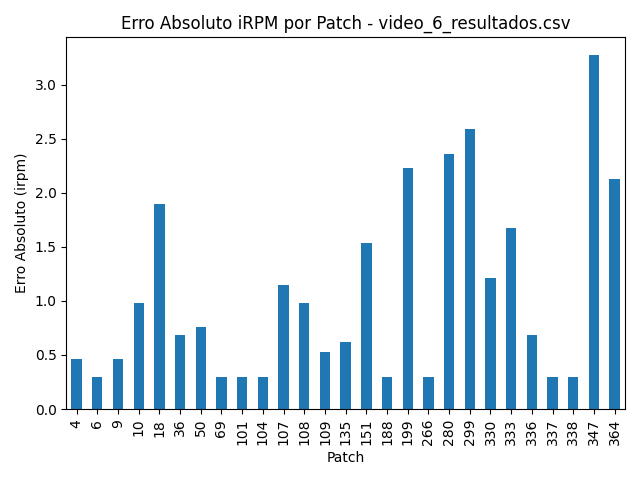 Erro Absoluto iRPM por Patch - video_6_resultados.csv
Erro Absoluto (irpm)
3.0
2.5
2.0
1.5
1.0
0.5
0.0
4 6 9 10 18 36 50 69 101 104 107 108 109 135 151 188 199 266 280 299 330 333 336 337 338 347 364
Patch